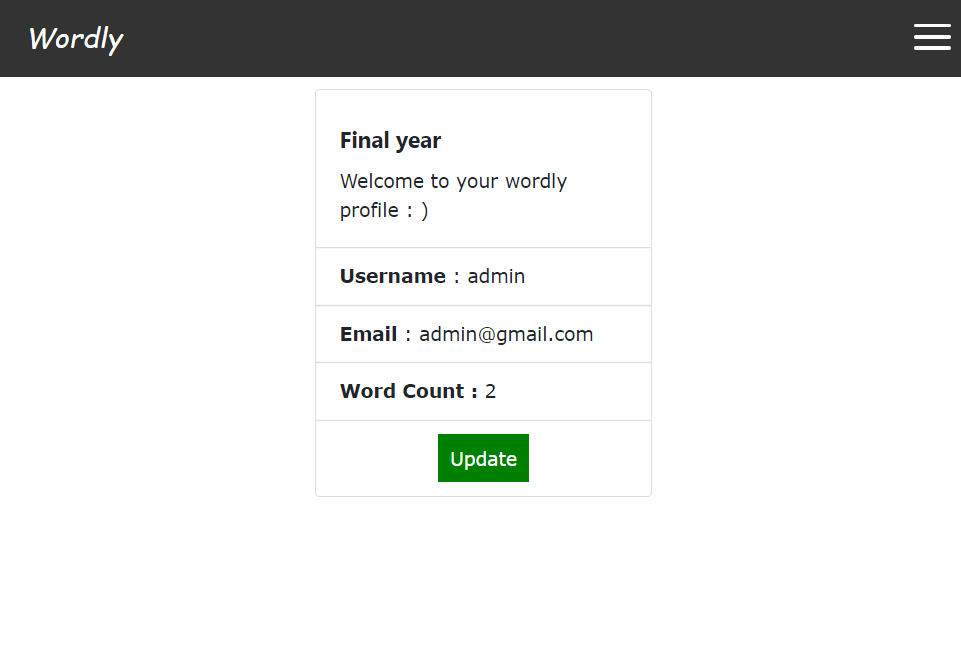 Wordly
Final year
Welcome to your wordly
profile : )
Username : admin
Email : admin@gmail.com
Word Count : 2
Update